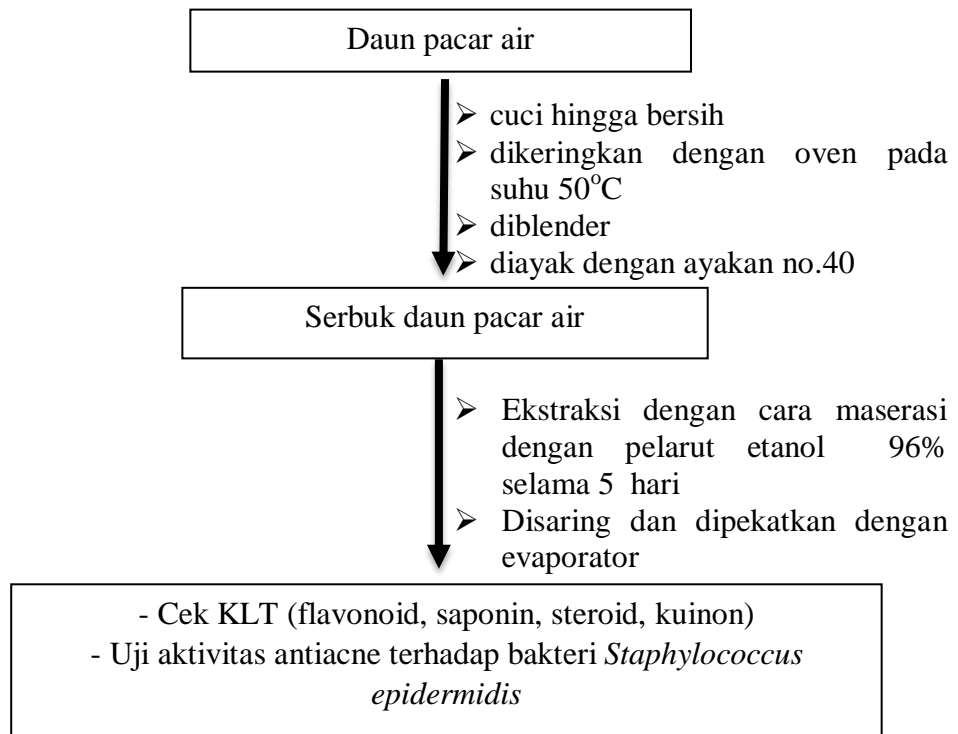 Daun pacar air
➢ cuci hingga bersih
➢ dikeringkan dengan oven pada
suhu 50°C
➢ diblender
➢ diayak dengan ayakan no.40
Serbuk daun pacar air
➢ Ekstraksi dengan cara maserasi
dengan pelarut etanol 96%
selama 5 hari
➢ Disaring dan dipekatkan dengan
evaporator
- Cek KLT (flavonoid, saponin, steroid, kuinon)
- Uji aktivitas antiacne terhadap bakteri Staphylococcus
epidermidis